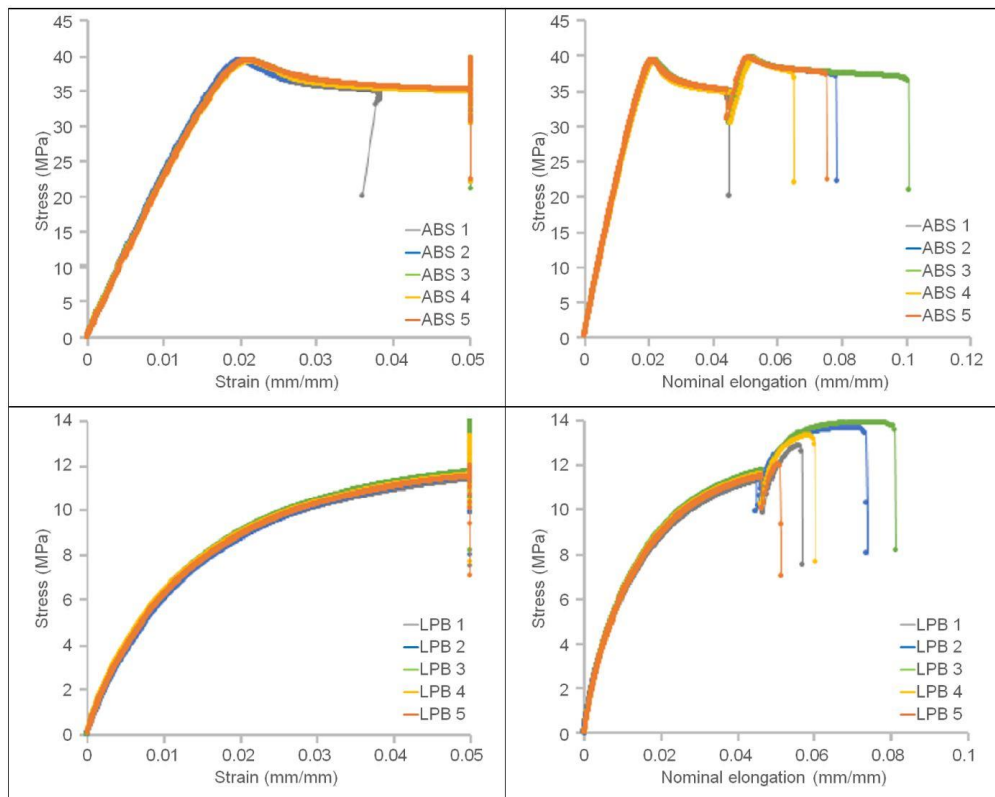 45
40
35
30
25
20
15
10
5
0
Stress (MPa)
ABS 1
ABS 2
ABS 3
ABS 4
ABS 5
0 0.01 0.02 0.03 0.04 0.05
Strain (mm/mm)
45
40
35
30
25
20
15
10
5
0
Stress (MPa)
ABS 1
ABS 2
ABS 3
ABS 4
ABS 5
0 0.02 0.04 0.06 0.08 0.1 0.12
Nominal elongation (mm/mm)
14
12
10
8
6
4
2
0
Stress (MPa)
LPB 1
LPB 2
LPB 3
LPB 4
LPB 5
0 0.01 0.02 0.03 0.04 0.05
Strain (mm/mm)
14
12
10
8
6
4
2
0
Stress (MPa)
LPB 1
LPB 2
LPB 3
LPB 4
LPB 5
0 0.02 0.04 0.06 0.08 0.1
Nominal elongation (mm/mm)